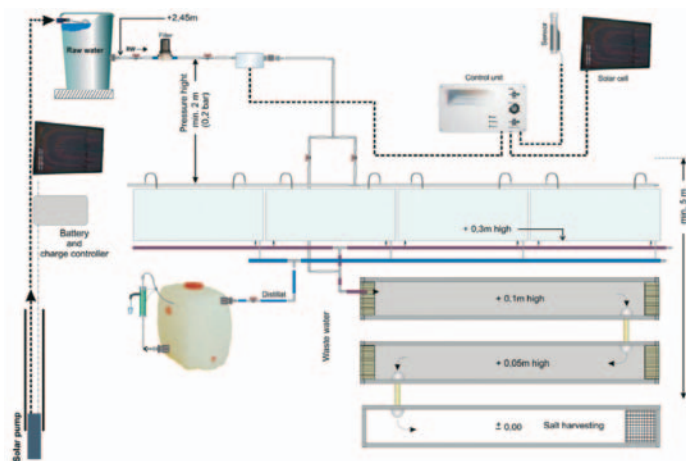 +2,45m
Filter
Raw water
RW
Pressure hight
min. 2 m
(0,2 bar)
Control unit
Sensor
Solar cell
min. 5 m
Battery
and
charge controller
+ 0,3m high
Distillat
Waste water
+ 0.1m high
+ 0.05m high
± 0.00
Salt harvesting
Solar pump